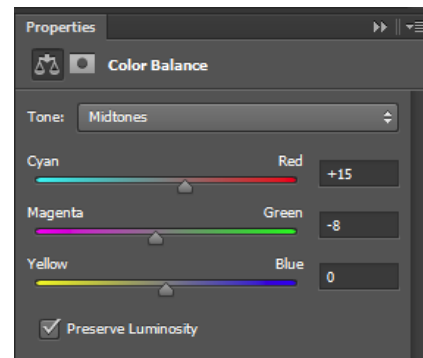 Properties
Color Balance
Tone: Midtones
Cyan Red +15
Magenta Green -8
Yellow Blue 0
Preserve Luminosity